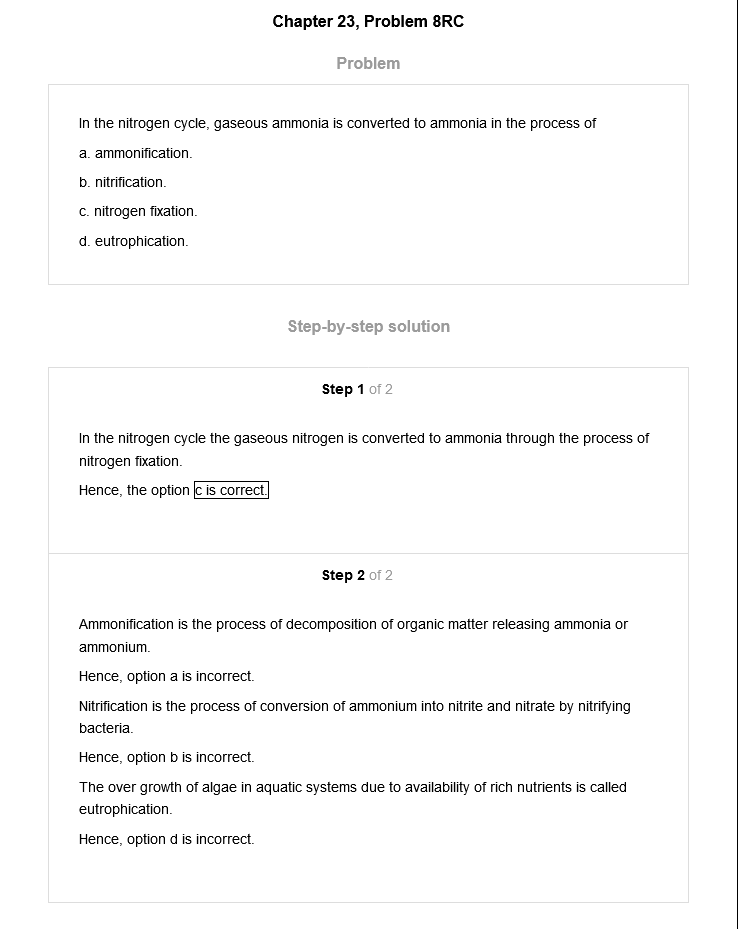 Chapter 23, Problem 8RC
Problem
In the nitrogen cycle, gaseous ammonia is converted to ammonia in the process of
a. ammonification.
b. nitrification.
c. nitrogen fixation.
d. eutrophication.
Step-by-step solution
Step 1 of 2
In the nitrogen cycle the gaseous nitrogen is converted to ammonia through the process of
nitrogen fixation.
Hence, the option c is correct.
Step 2 of 2
Ammonification is the process of decomposition of organic matter releasing ammonia or
ammonium.
Hence, option a is incorrect.
Nitrification is the process of conversion of ammonium into nitrite and nitrate by nitrifying
bacteria.
Hence, option b is incorrect.
The over growth of algae in aquatic systems due to availability of rich nutrients is called
eutrophication.
Hence, option d is incorrect.